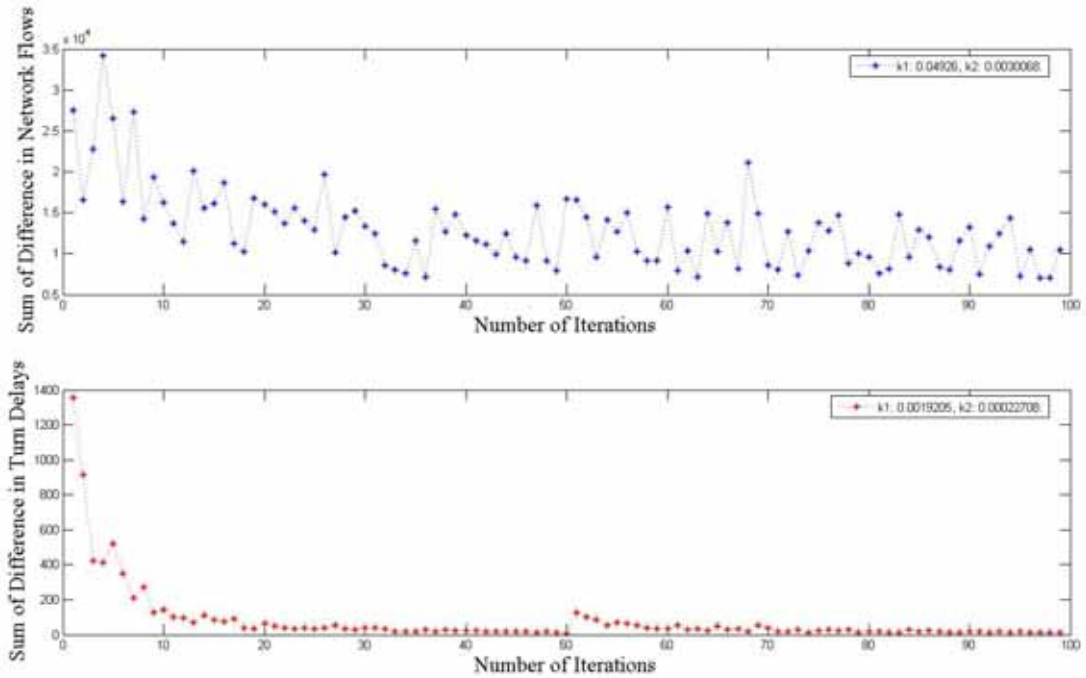 x 10⁴
3.5
3
2.5
2
1.5
1
0.5
Sum of Difference in Network Flows
k1: 0.04926, k2: 0.0030068.
0 10 20 30 40 50 60 70 80 90 100
Number of Iterations
1400
1200
1000
800
600
400
200
0
Sum of Difference in Turn Delays
k1: 0.0019205, k2: 0.00022708.
0 10 20 30 40 50 60 70 80 90 100
Number of Iterations